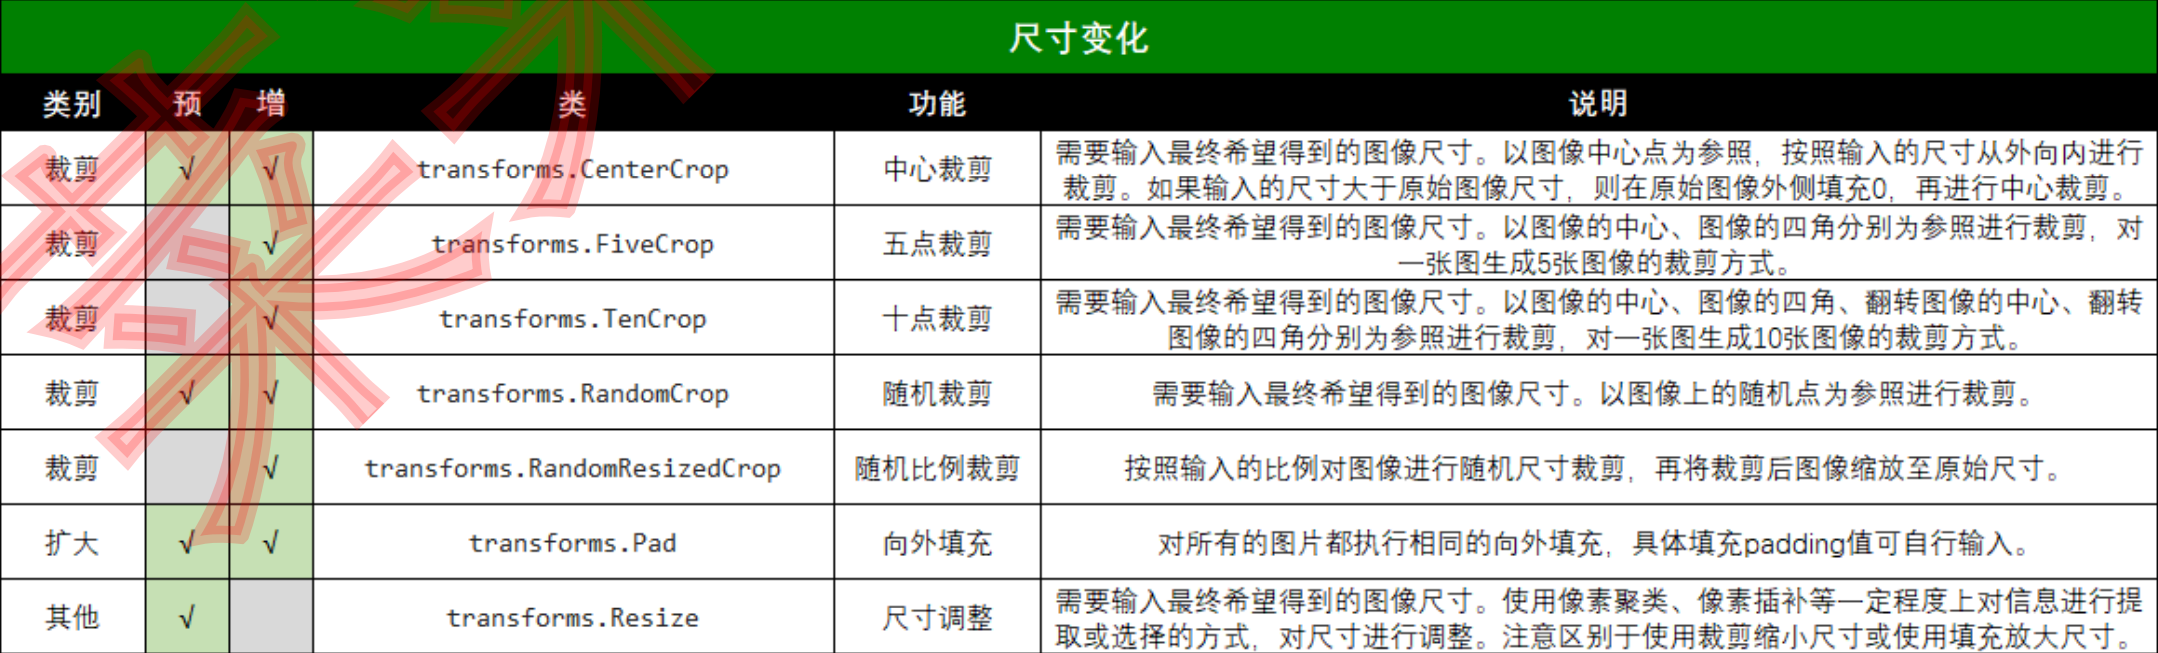 尺寸变化
类别 预 增 类 功能 说明
裁剪 √ √ transforms.CenterCrop 中心裁剪 需要输入最终希望得到的图像尺寸。以图像中心点为参照，按照输入的尺寸从外向内进行
裁剪。如果输入的尺寸大于原始图像尺寸，则在原始图像外侧填充0，再进行中心裁剪。
裁剪 √ transforms.FiveCrop 五点裁剪 需要输入最终希望得到的图像尺寸。以图像的中心、图像的四角分别为参照进行裁剪，对
一张图生成5张图像的裁剪方式。
裁剪 √ transforms.TenCrop 十点裁剪 需要输入最终希望得到的图像尺寸。以图像的中心、图像的四角、翻转图像的中心、翻转
图像的四角分别为参照进行裁剪，对一张图生成10张图像的裁剪方式。
裁剪 √ √ transforms.RandomCrop 随机裁剪 需要输入最终希望得到的图像尺寸。以图像上的随机点为参照进行裁剪。
裁剪 √ transforms.RandomResizedCrop 随机比例裁剪 按照输入的比例对图像进行随机尺寸裁剪，再将裁剪后图像缩放至原始尺寸。
扩大 √ √ transforms.Pad 向外填充 对所有的图片都执行相同的向外填充，具体填充padding值可自行输入。
其他 √ transforms.Resize 尺寸调整 需要输入最终希望得到的图像尺寸。使用像素聚类、像素插补等一定程度上对信息进行提
取或选择的方式，对尺寸进行调整。注意区别于使用裁剪缩小尺寸或使用填充放大尺寸。